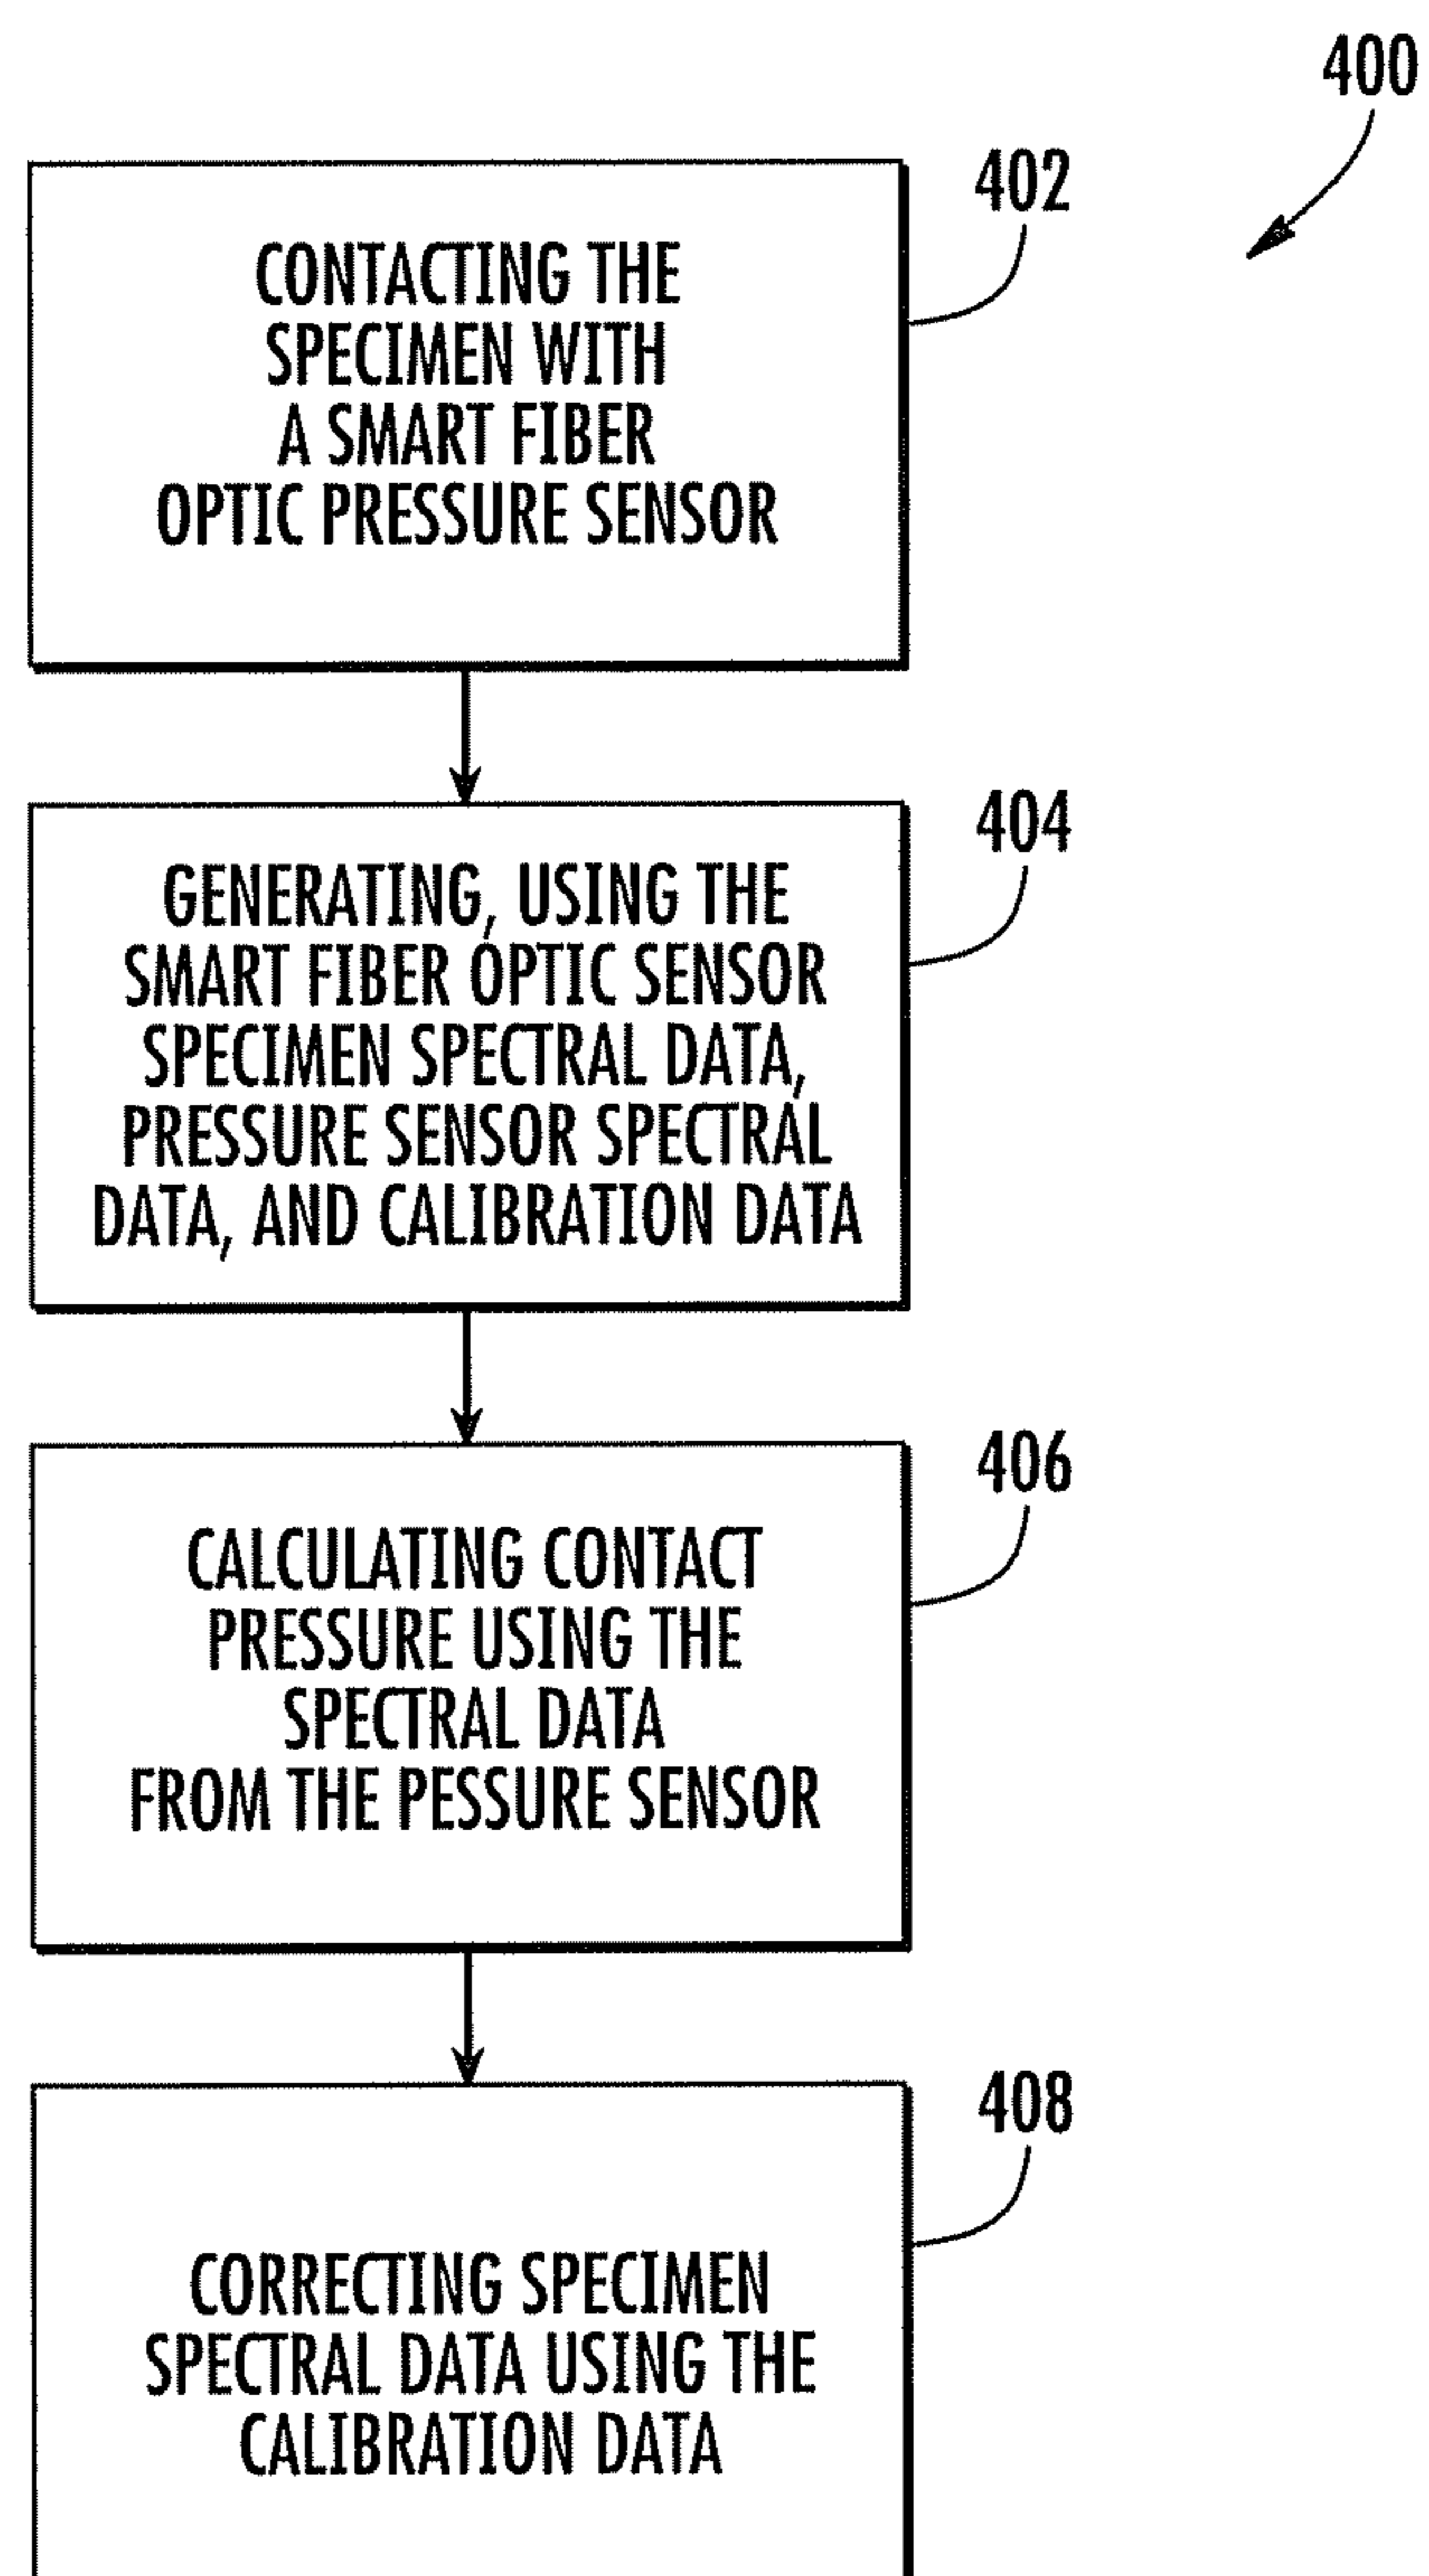 400
402
CONTACTING THE
SPECIMEN WITH
A SMART FIBER
OPTIC PRESSURE SENSOR
404
GENERATING, USING THE
SMART FIBER OPTIC SENSOR
SPECIMEN SPECTRAL DATA,
PRESSURE SENSOR SPECTRAL
DATA, AND CALIBRATION DATA
406
CALCULATING CONTACT
PRESSURE USING THE
SPECTRAL DATA
FROM THE PESSURE SENSOR
408
CORRECTING SPECIMEN
SPECTRAL DATA USING THE
CALIBRATION DATA